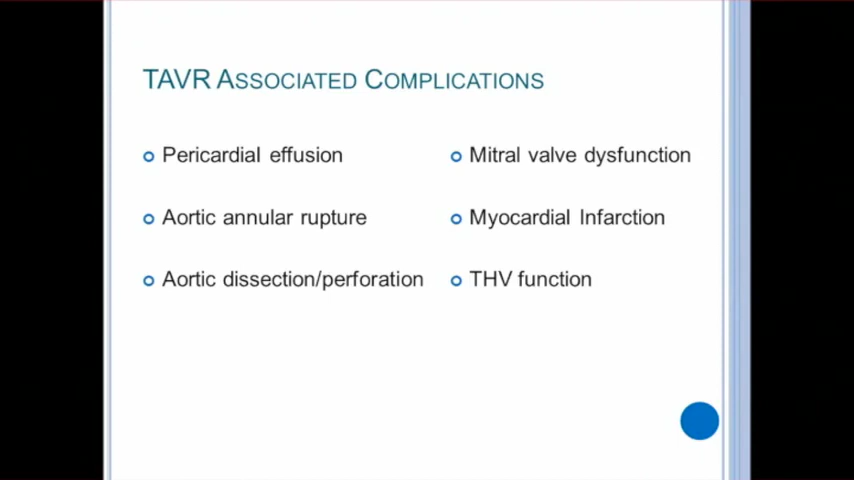 TAVR ASSOCIATED COMPLICATIONS
Pericardial effusion
Aortic annular rupture
Aortic dissection/perforation
Mitral valve dysfunction
Myocardial Infarction
THV function